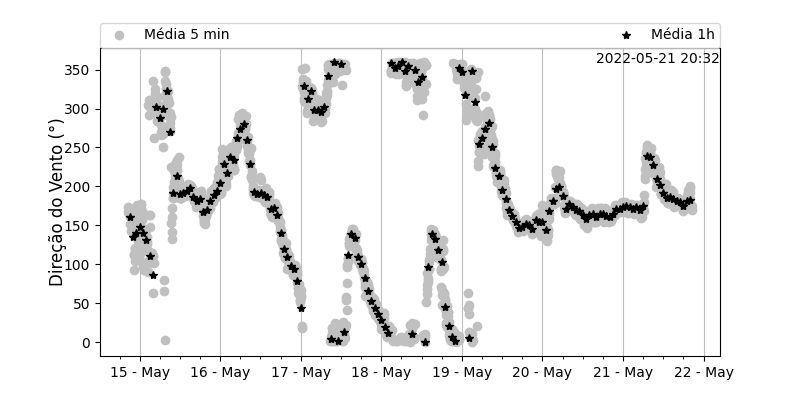 Média 5 min
Média 1h
2022-05-21 20:32
Direção do Vento (°)
350
300
250
200
150
100
50
0
15 - May
16 - May
17 - May
18 - May
19 - May
20 - May
21 - May
22 - May